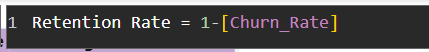 1 Retention Rate = 1-[Churn_Rate]